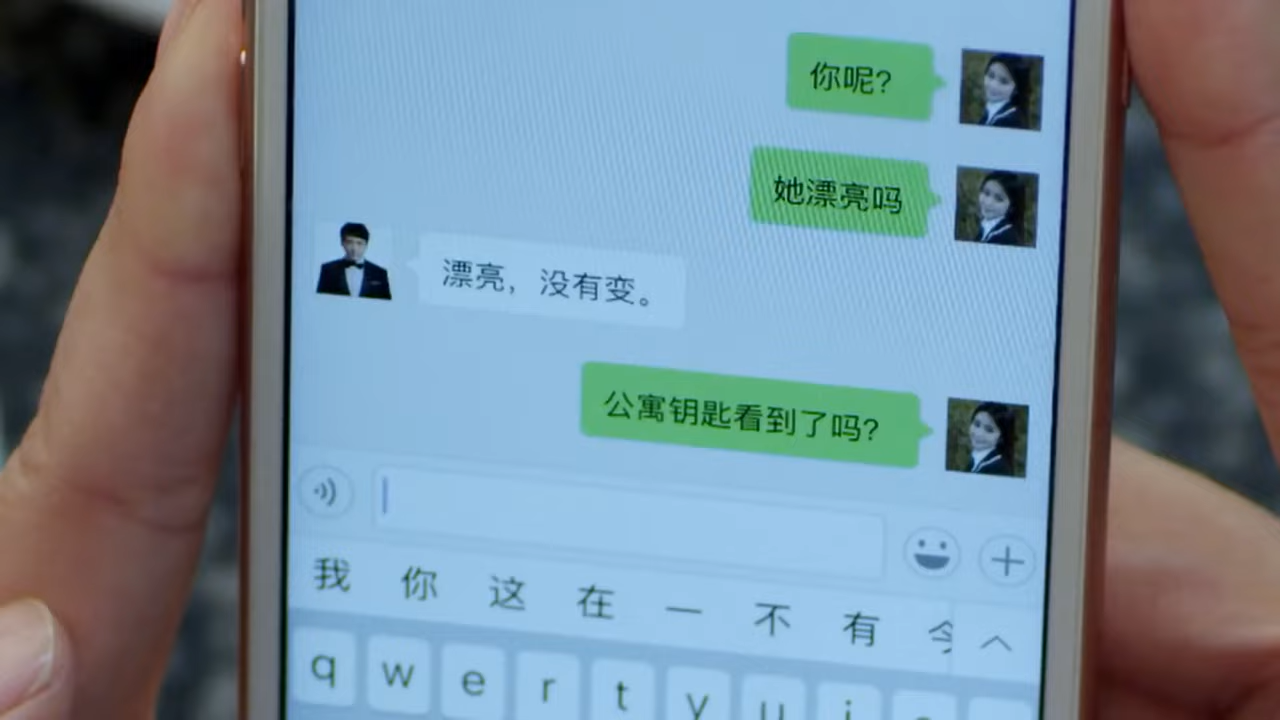 你呢?
她漂亮吗
漂亮，没有变。
公寓钥匙看到了吗?
我 你 这 在 一 不 有 今
q w e r t y u i